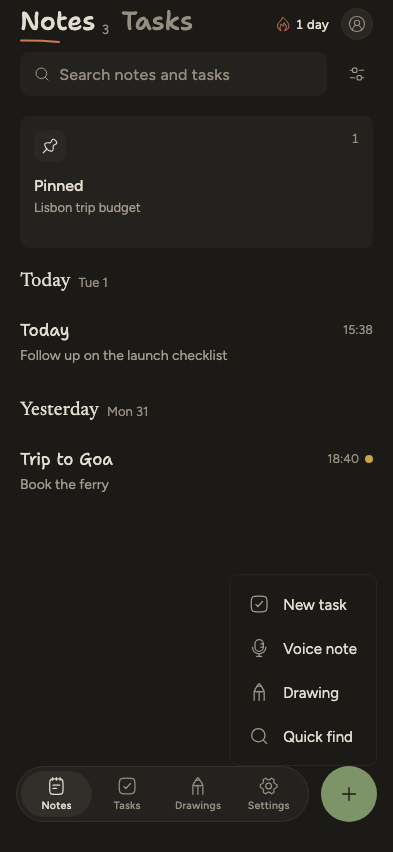 Notes 3 Tasks 1 day
Search notes and tasks
1
Pinned
Lisbon trip budget
Today Tue 1
Today 15:38
Follow up on the launch checklist
Yesterday Mon 31
Trip to Goa 18:40
Book the ferry
New task
Voice note
Drawing
Quick find
Notes Tasks Drawings Settings